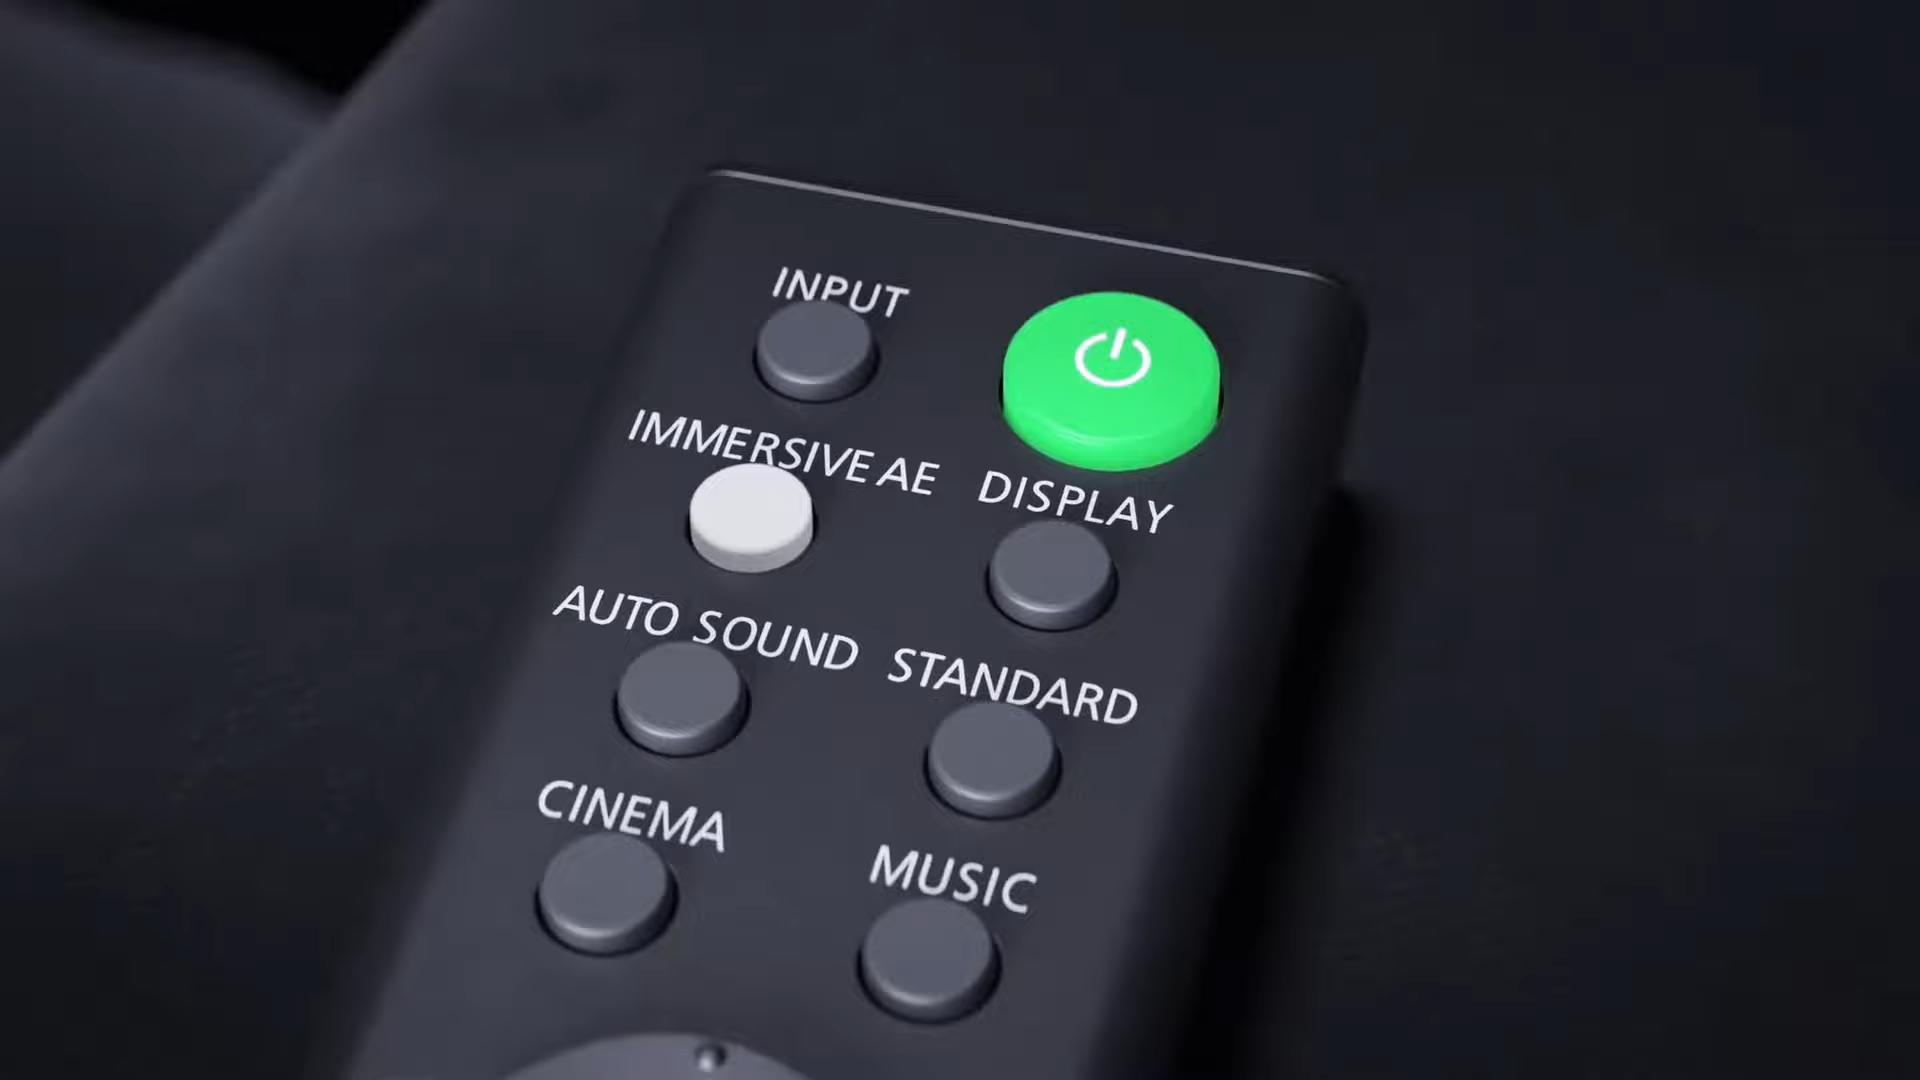 INPUT
IMMERSIVE AE
DISPLAY
AUTO SOUND
STANDARD
CINEMA
MUSIC